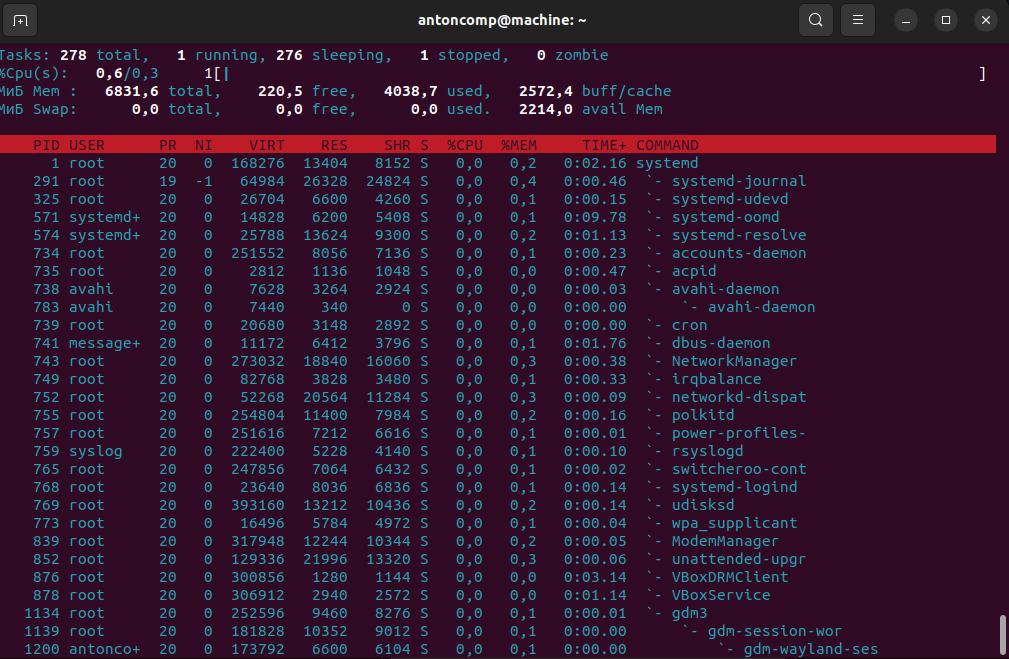 antoncomp@machine: ~
Tasks: 278 total,   1 running, 276 sleeping,   1 stopped,   0 zombie
%Cpu(s):   0,6/0,3     1[|                                                                                    ]
МиБ Mem :   6831,6 total,    220,5 free,   4038,7 used,   2572,4 buff/cache
МиБ Swap:      0,0 total,      0,0 free,      0,0 used.   2214,0 avail Mem
    PID USER      PR  NI    VIRT    RES    SHR S  %CPU  %MEM     TIME+ COMMAND
      1 root      20   0  168276  13404   8152 S   0,0   0,2   0:02.16 systemd
    291 root      19  -1   64984  26328  24824 S   0,0   0,4   0:00.46  `- systemd-journal
    325 root      20   0   26704   6600   4260 S   0,0   0,1   0:00.15  `- systemd-udevd
    571 systemd+  20   0   14828   6200   5408 S   0,0   0,1   0:09.78  `- systemd-oomd
    574 systemd+  20   0   25788  13624   9300 S   0,0   0,2   0:01.13  `- systemd-resolve
    734 root      20   0  251552   8056   7136 S   0,0   0,1   0:00.23  `- accounts-daemon
    735 root      20   0    2812   1136   1048 S   0,0   0,0   0:00.47  `- acpid
    738 avahi     20   0    7628   3264   2924 S   0,0   0,0   0:00.03  `- avahi-daemon
    783 avahi     20   0    7440    340      0 S   0,0   0,0   0:00.00      `- avahi-daemon
    739 root      20   0   20680   3148   2892 S   0,0   0,0   0:00.00  `- cron
    741 message+  20   0   11172   6412   3796 S   0,0   0,1   0:01.76  `- dbus-daemon
    743 root      20   0  273032  18840  16060 S   0,0   0,3   0:00.38  `- NetworkManager
    749 root      20   0   82768   3828   3480 S   0,0   0,1   0:00.33  `- irqbalance
    752 root      20   0   52268  20564  11284 S   0,0   0,3   0:00.09  `- networkd-dispat
    755 root      20   0  254804  11400   7984 S   0,0   0,2   0:00.16  `- polkitd
    757 root      20   0  251616   7212   6616 S   0,0   0,1   0:00.01  `- power-profiles-
    759 syslog    20   0  222400   5228   4140 S   0,0   0,1   0:00.10  `- rsyslogd
    765 root      20   0  247856   7064   6432 S   0,0   0,1   0:00.02  `- switcheroo-cont
    768 root      20   0   23640   8036   6836 S   0,0   0,1   0:00.14  `- systemd-logind
    769 root      20   0  393160  13212  10436 S   0,0   0,2   0:00.14  `- udisksd
    773 root      20   0   16496   5784   4972 S   0,0   0,1   0:00.04  `- wpa_supplicant
    839 root      20   0  317948  12244  10344 S   0,0   0,2   0:00.05  `- ModemManager
    852 root      20   0  129336  21996  13320 S   0,0   0,3   0:00.06  `- unattended-upgr
    876 root      20   0  300856   1280   1144 S   0,0   0,0   0:03.14  `- VBoxDRMClient
    878 root      20   0  306912   2940   2572 S   0,0   0,0   0:01.14  `- VBoxService
   1134 root      20   0  252596   9460   8276 S   0,0   0,1   0:00.01  `- gdm3
   1139 root      20   0  181828  10352   9012 S   0,0   0,1   0:00.00      `- gdm-session-wor
   1200 antonco+  20   0  173792   6600   6104 S   0,0   0,1   0:00.00          `- gdm-wayland-ses